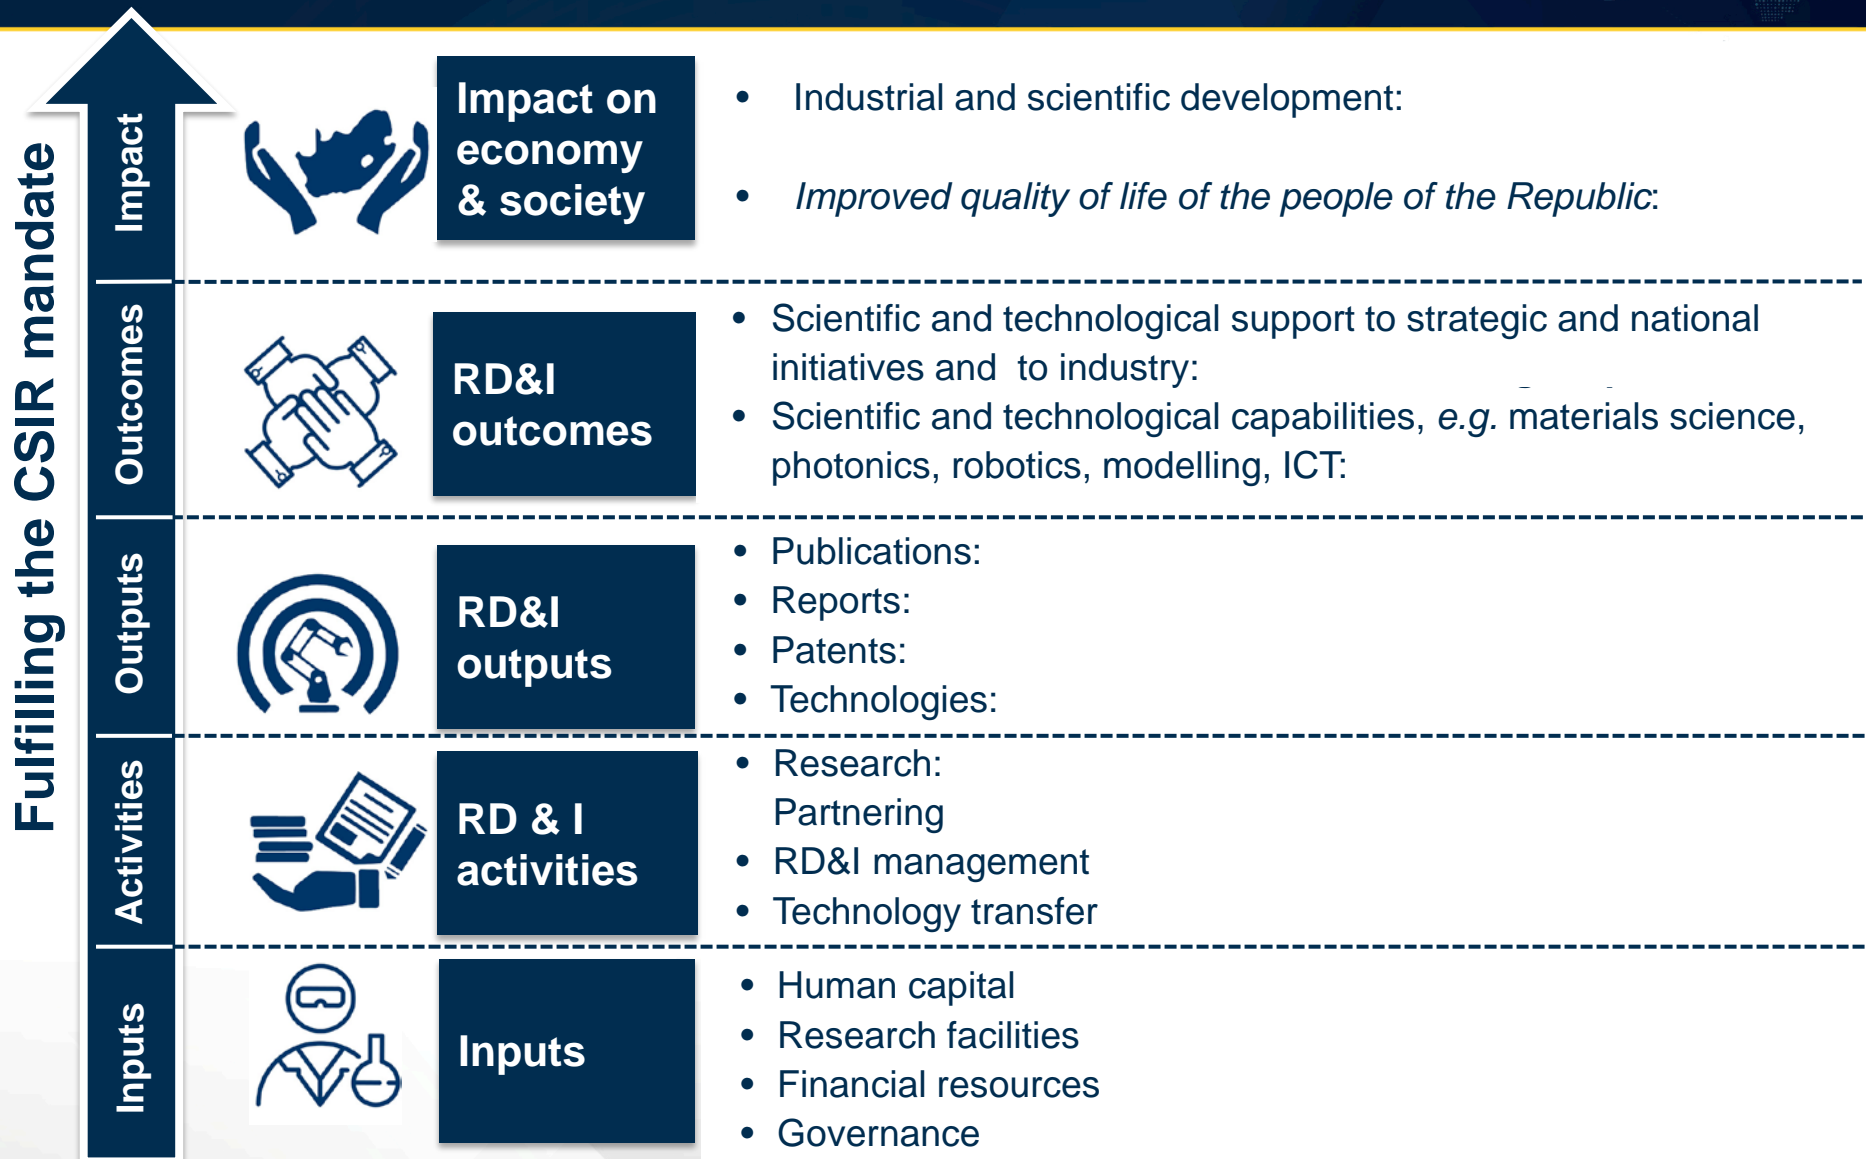 Fulfilling the CSIR mandate
Impact
Impact on
economy
& society
• Industrial and scientific development:
• Improved quality of life of the people of the Republic:
Outcomes
RD&I
outcomes
• Scientific and technological support to strategic and national
initiatives and to industry:
• Scientific and technological capabilities, e.g. materials science,
photonics, robotics, modelling, ICT:
Outputs
RD&I
outputs
• Publications:
• Reports:
• Patents:
• Technologies:
Activities
RD & I
activities
• Research:
Partnering
• RD&I management
• Technology transfer
Inputs
Inputs
• Human capital
• Research facilities
• Financial resources
• Governance